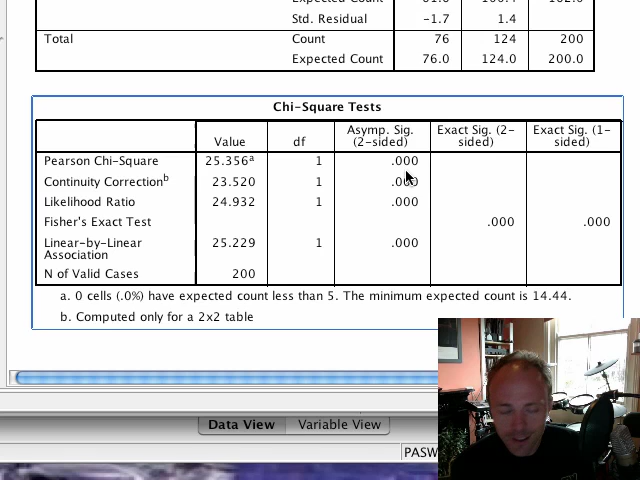 Std. Residual -1.7 1.4
Total Count 76 124 200
Expected Count 76.0 124.0 200.0
Chi-Square Tests
Value df Asymp. Sig. (2-sided) Exact Sig. (2-sided) Exact Sig. (1-sided)
Pearson Chi-Square 25.356a 1 .000
Continuity Correctionb 23.520 1 .000
Likelihood Ratio 24.932 1 .000
Fisher's Exact Test .000 .000
Linear-by-Linear Association 25.229 1 .000
N of Valid Cases 200
a. 0 cells (.0%) have expected count less than 5. The minimum expected count is 14.44.
b. Computed only for a 2x2 table
Data View Variable View
PASW